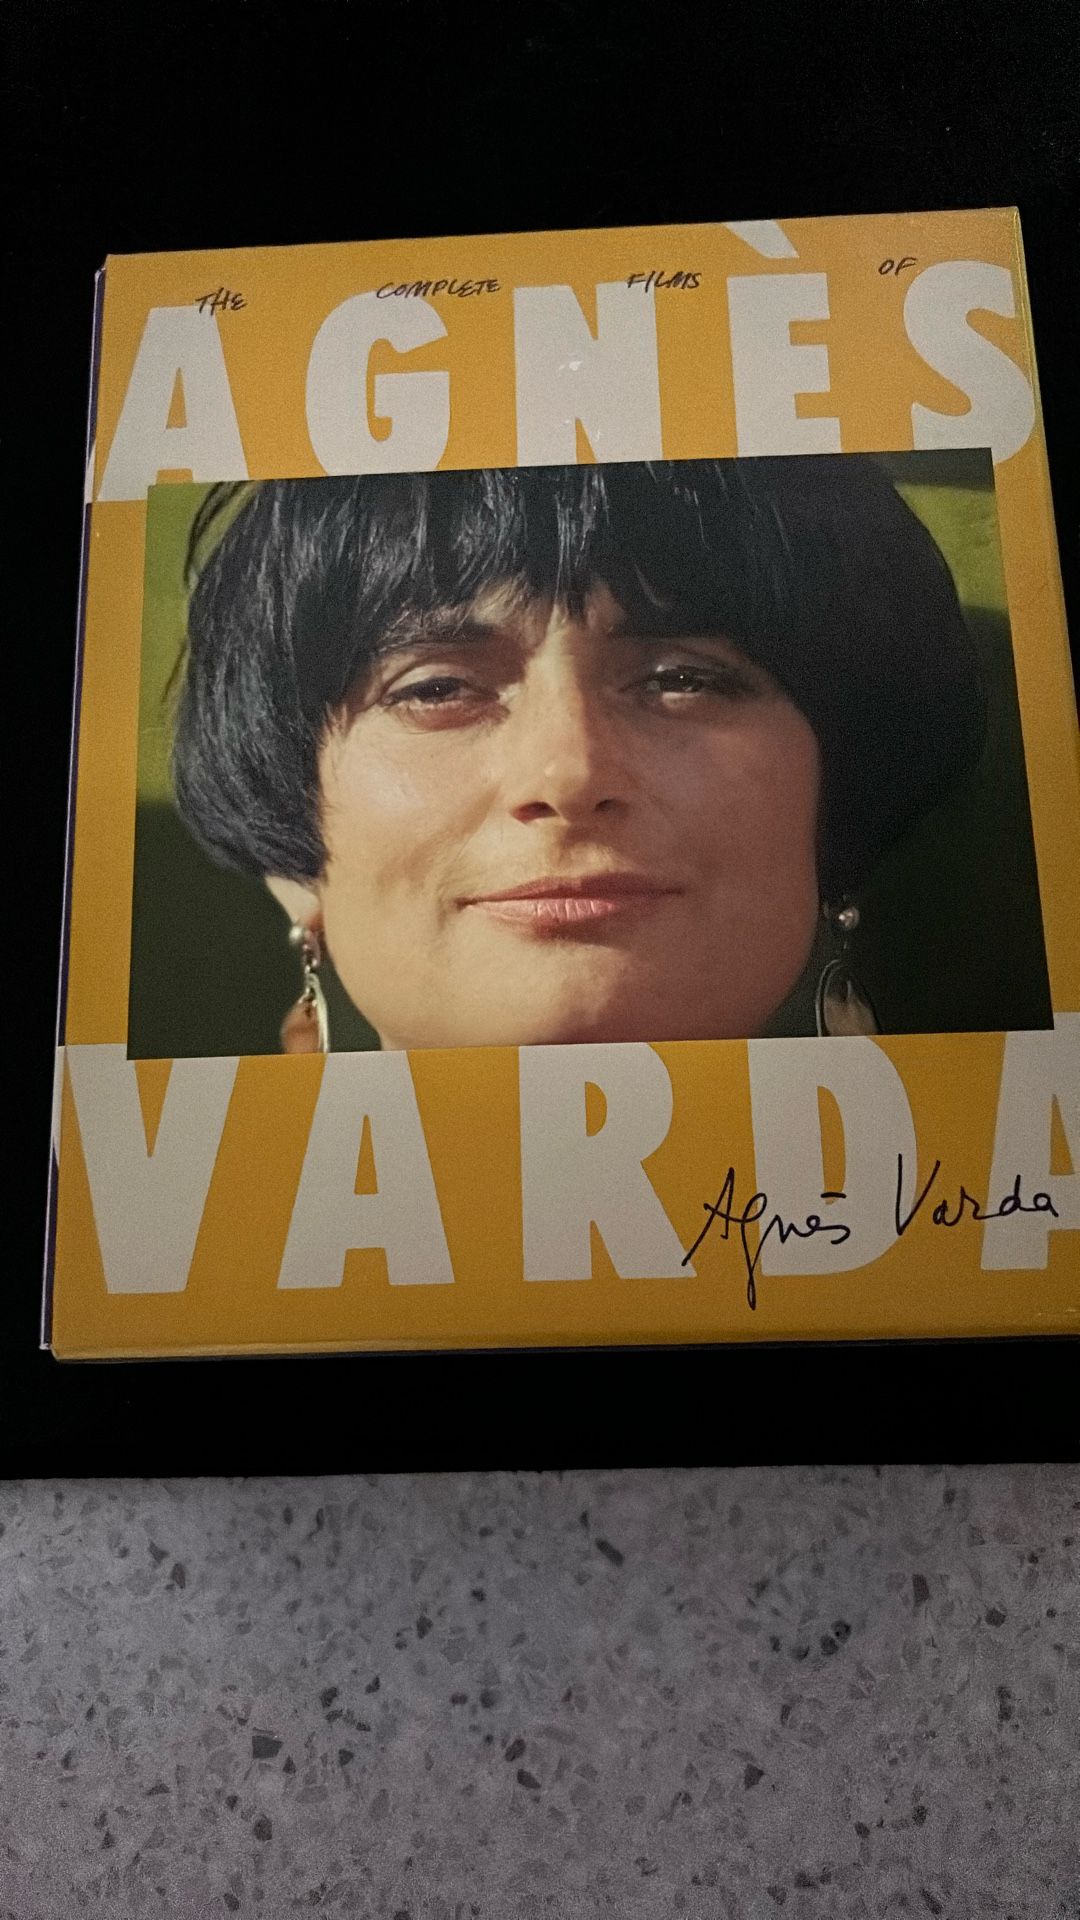 THE COMPLETE FILMS OF
AGNÈS
VARDA
Agnès Varda